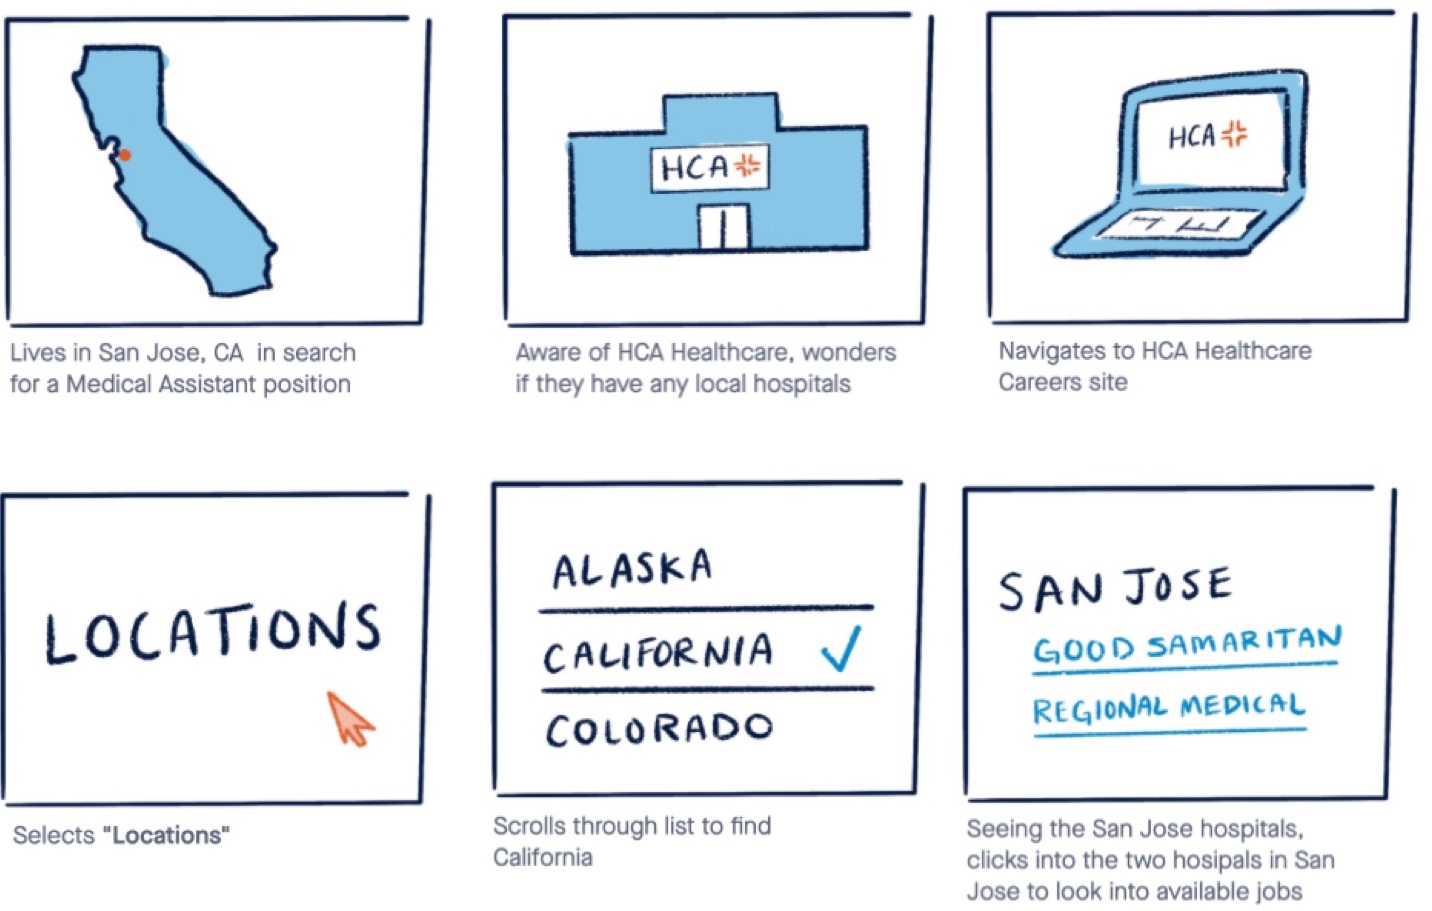 HCA
HCA
Lives in San Jose, CA in search
for a Medical Assistant position
Aware of HCA Healthcare, wonders
if they have any local hospitals
Navigates to HCA Healthcare
Careers site
LOCATIONS
ALASKA
CALIFORNIA
COLORADO
SAN JOSE
GOOD SAMARITAN
REGIONAL MEDICAL
Selects "Locations"
Scrolls through list to find
California
Seeing the San Jose hospitals,
clicks into the two hosipals in San
Jose to look into available jobs